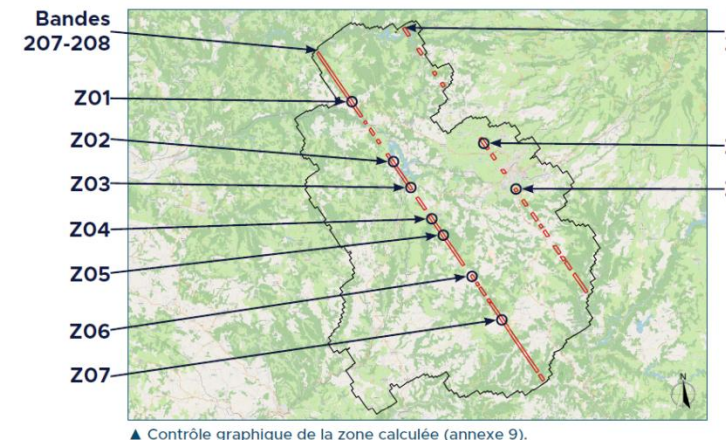 Bandes
207-208
Z01
Z02
Z03
Z04
Z05
Z06
Z07
N
▲ Contrôle graphique de la zone calculée (annexe 9).